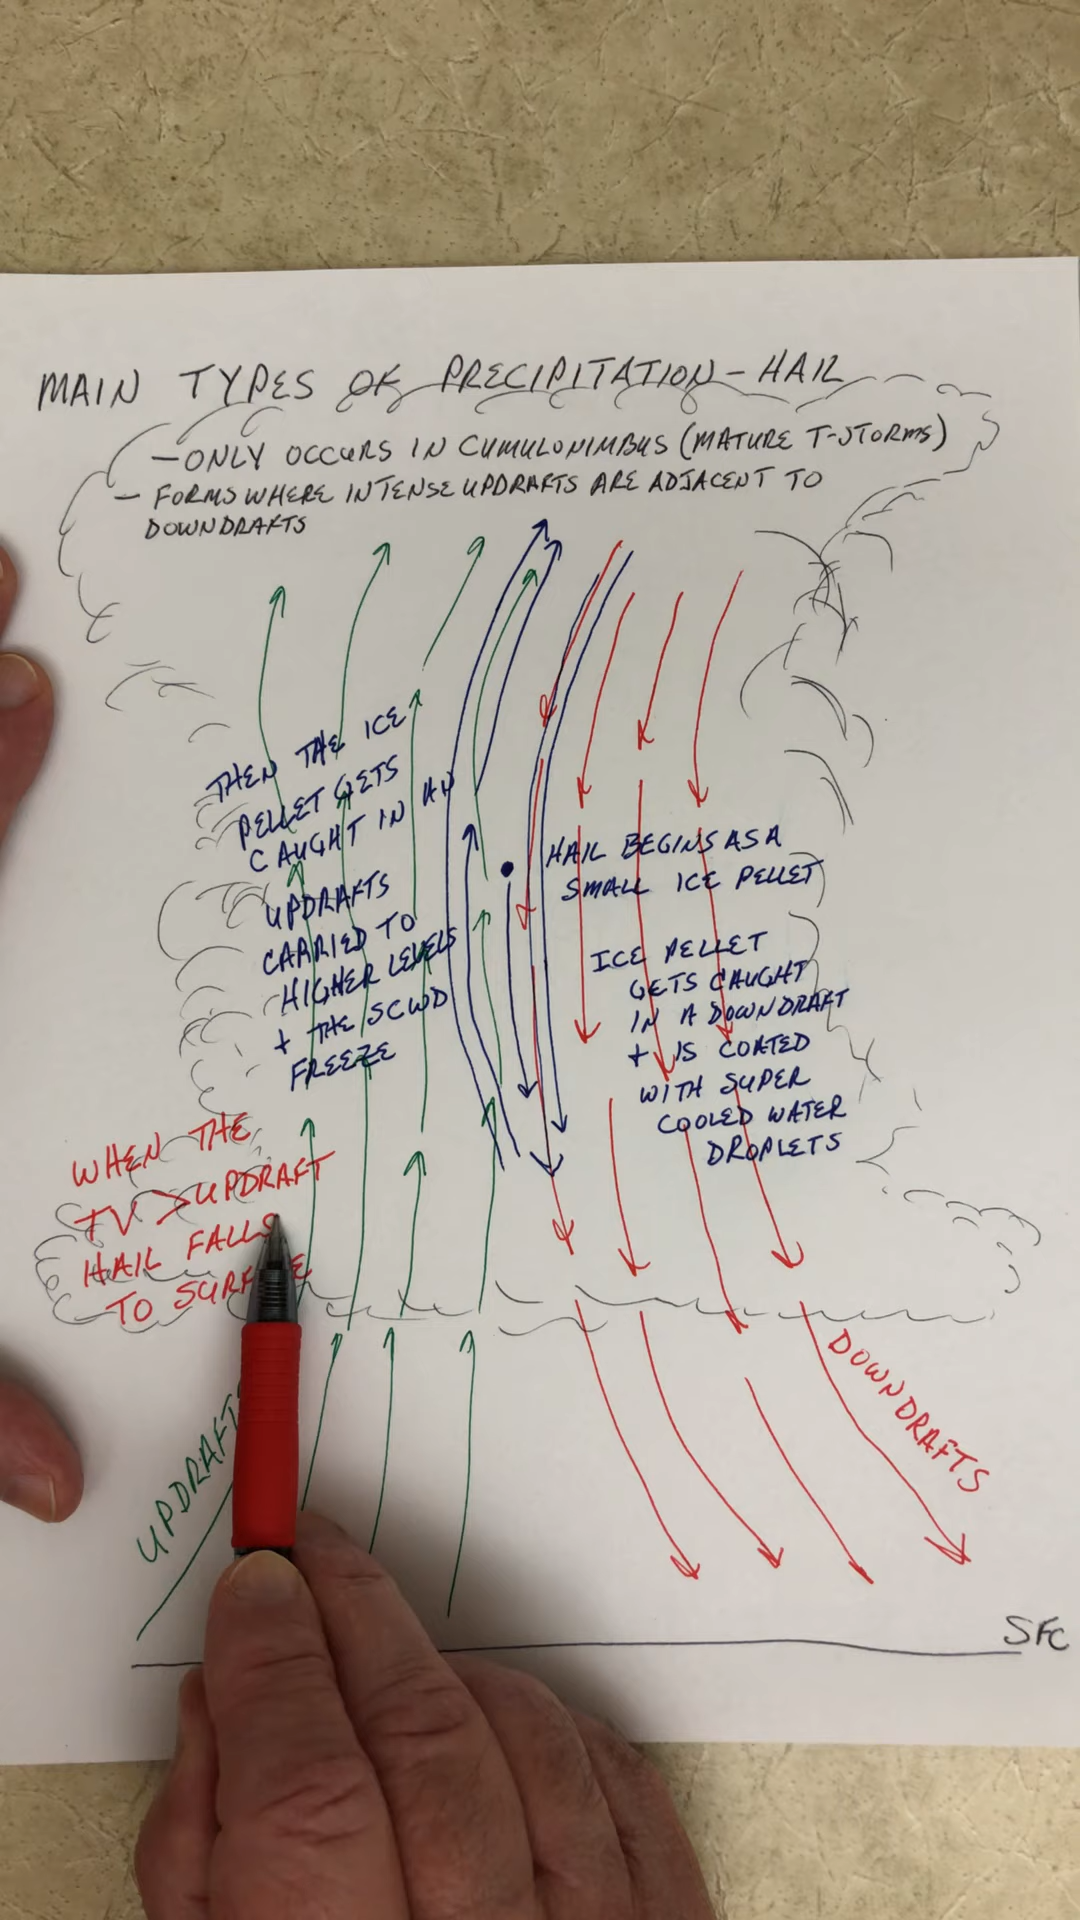 MAIN TYPES OF PRECIPITATION - HAIL
- ONLY OCCURS IN CUMULONIMBUS (MATURE T-STORMS)
- FORMS WHERE INTENSE UPDRAFTS ARE ADJACENT TO
DOWNDRAFTS
THEN THE ICE
PELLET GETS
CAUGHT IN AN
UPDRAFTS
CARRIED TO
HIGHER LEVELS
+ THE SCWD
FREEZE
HAIL BEGINS AS A
SMALL ICE PELLET
ICE PELLET
GETS CAUGHT
IN A DOWNDRAFT
+ IS COATED
WITH SUPER
COOLED WATER
DROPLETS
WHEN THE
TV > UPDRAFT
HAIL FALLS
TO
UPDRAFTS
DOWNDRAFTS
SFC